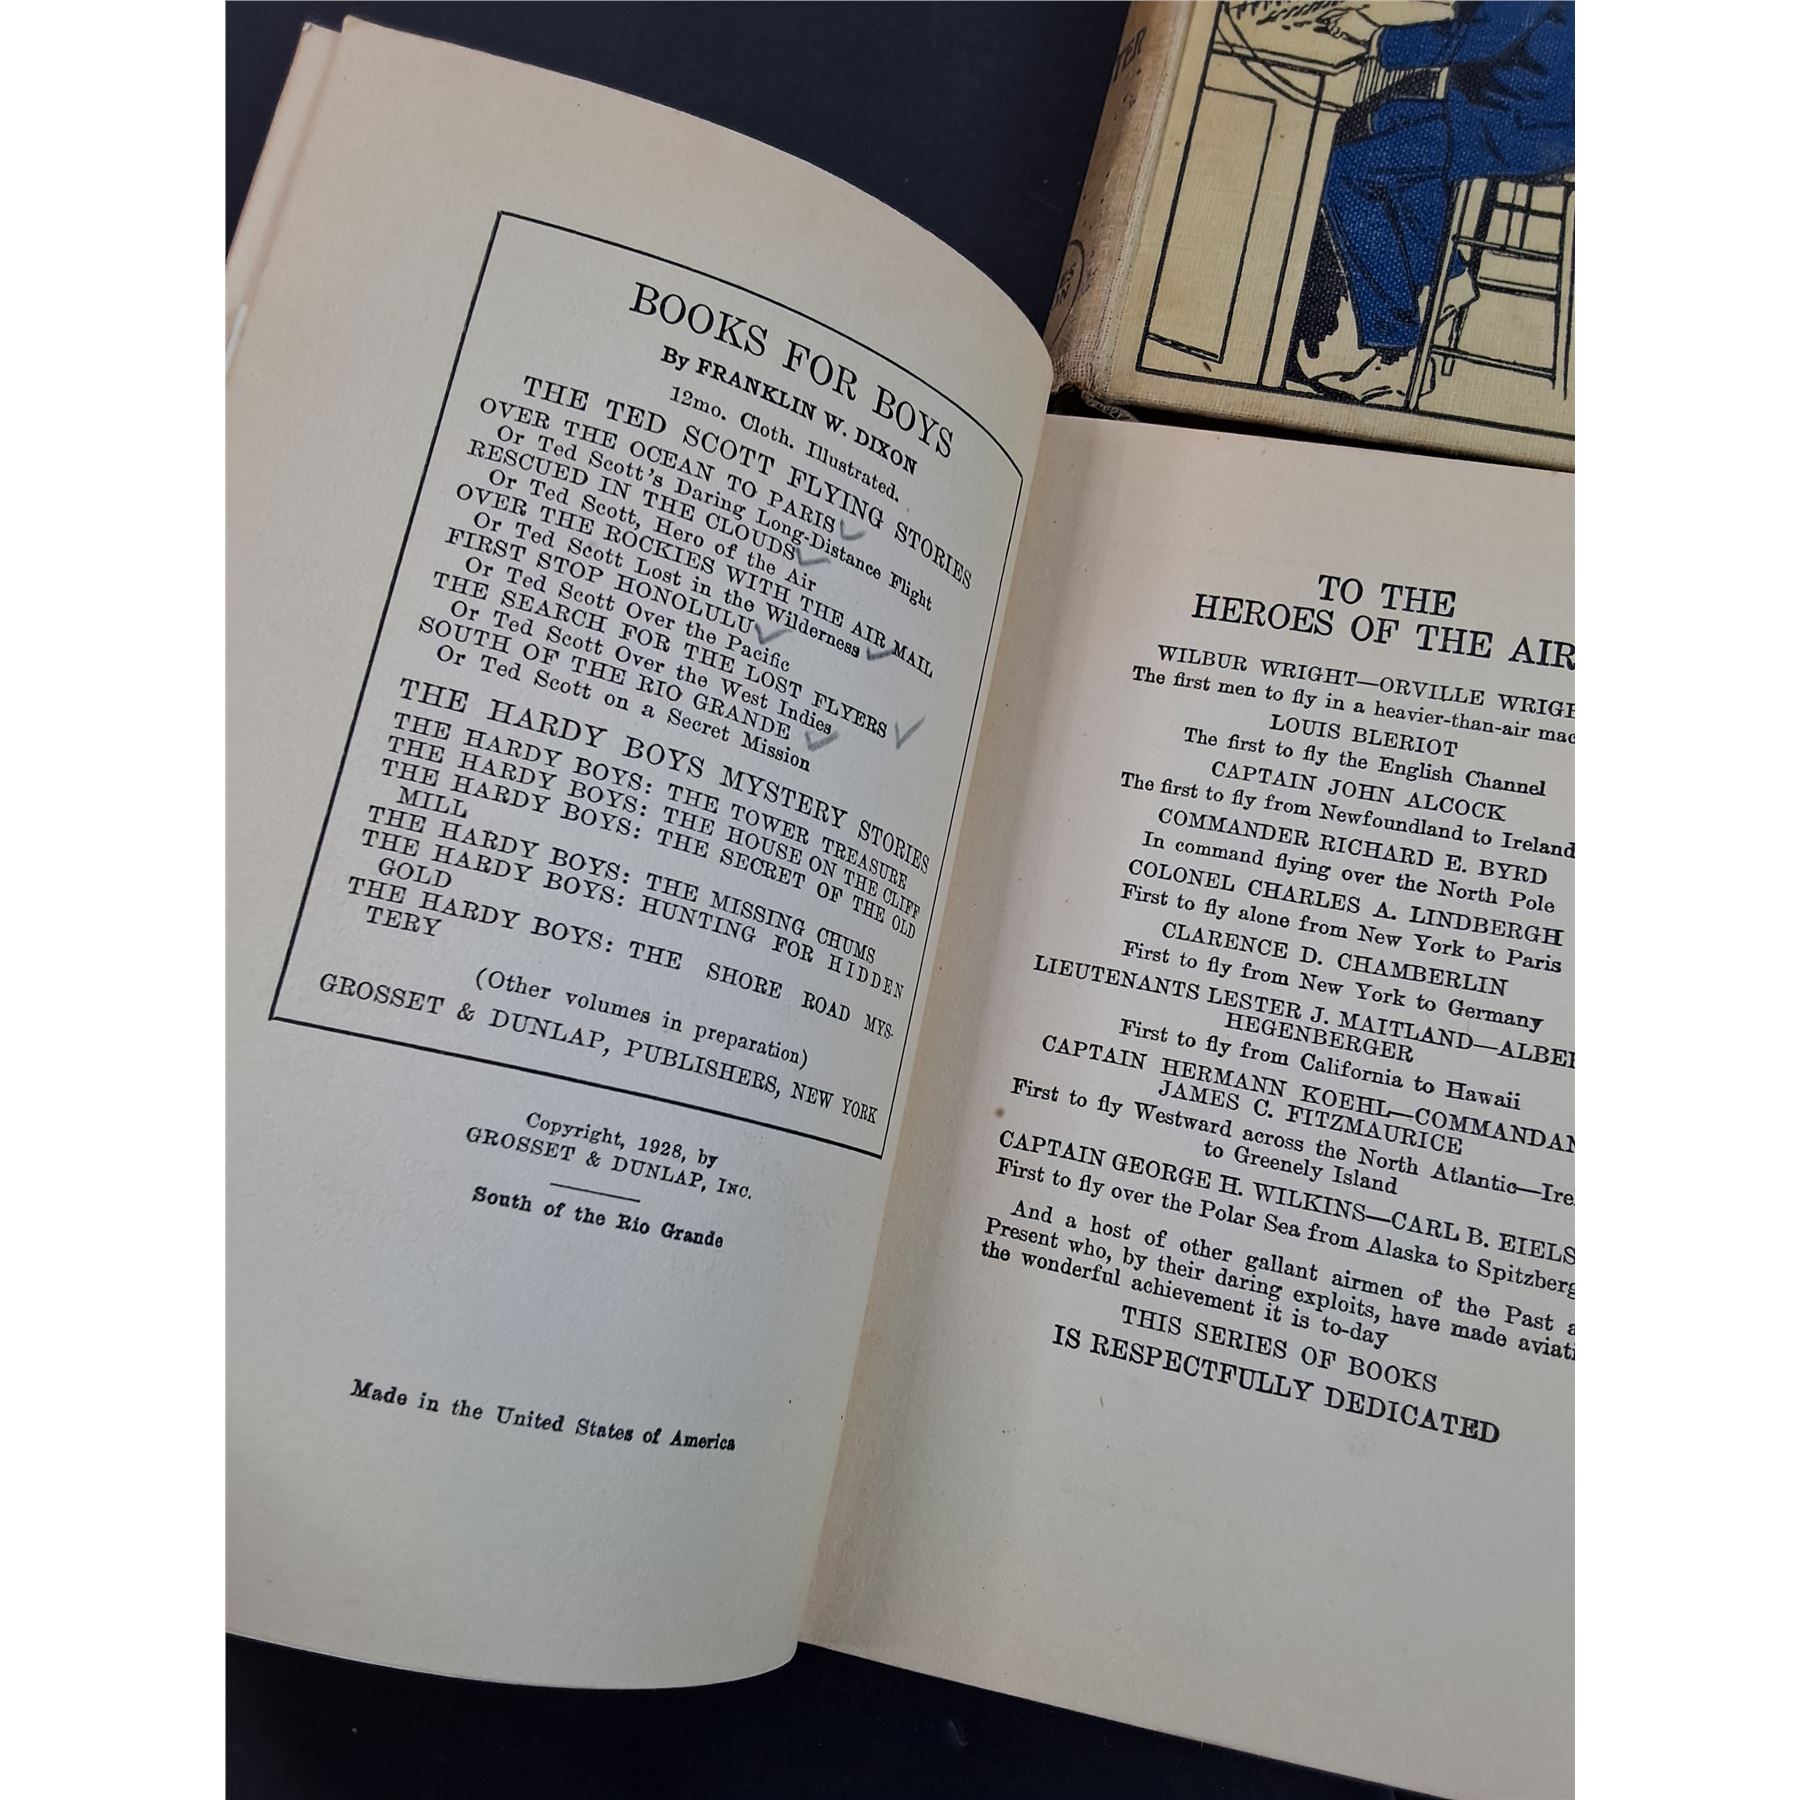 BOOKS FOR BOYS
By FRANKLIN W. DIXON
12mo. Cloth. Illustrated.
THE TED SCOTT FLYING STORIES
OVER THE OCEAN TO PARIS
Or Ted Scott's Daring Long-Distance Flight
RESCUED IN THE CLOUDS
Or Ted Scott, Hero of the Air
OVER THE ROCKIES WITH THE AIR MAIL
Or Ted Scott Lost in the Wilderness
FIRST STOP HONOLULU
Or Ted Scott Over the Pacific
THE SEARCH FOR THE LOST FLYERS
Or Ted Scott Over the West Indies
SOUTH OF THE RIO GRANDE
Or Ted Scott on a Secret Mission
THE HARDY BOYS MYSTERY STORIES
THE HARDY BOYS: THE TOWER TREASURE
THE HARDY BOYS: THE HOUSE ON THE CLIFF
THE HARDY BOYS: THE SECRET OF THE OLD
MILL
THE HARDY BOYS: THE MISSING CHUMS
THE HARDY BOYS: HUNTING FOR HIDDEN
GOLD
THE HARDY BOYS: THE SHORE ROAD MYS-
TERY
(Other volumes in preparation)
GROSSET & DUNLAP, PUBLISHERS, NEW YORK
Copyright, 1928, by
GROSSET & DUNLAP, INC.
South of the Rio Grande
Made in the United States of America
TO THE
HEROES OF THE AIR
WILBUR WRIGHT—ORVILLE WRIGH
The first men to fly in a heavier-than-air mac
LOUIS BLERIOT
The first to fly the English Channel
CAPTAIN JOHN ALCOCK
The first to fly from Newfoundland to Ireland
COMMANDER RICHARD E. BYRD
In command flying over the North Pole
COLONEL CHARLES A. LINDBERGH
First to fly alone from New York to Paris
CLARENCE D. CHAMBERLIN
First to fly from New York to Germany
LIEUTENANTS LESTER J. MAITLAND—ALBER
HEGENBERGER
First to fly from California to Hawaii
CAPTAIN HERMANN KOEHL—COMMANDAN
JAMES C. FITZMAURICE
First to fly Westward across the North Atlantic—Ire
to Greenely Island
CAPTAIN GEORGE H. WILKINS—CARL B. EIELS
First to fly over the Polar Sea from Alaska to Spitzberg
And a host of other gallant airmen of the Past a
Present who, by their daring exploits, have made aviati
the wonderful achievement it is to-day
THIS SERIES OF BOOKS
IS RESPECTFULLY DEDICATED